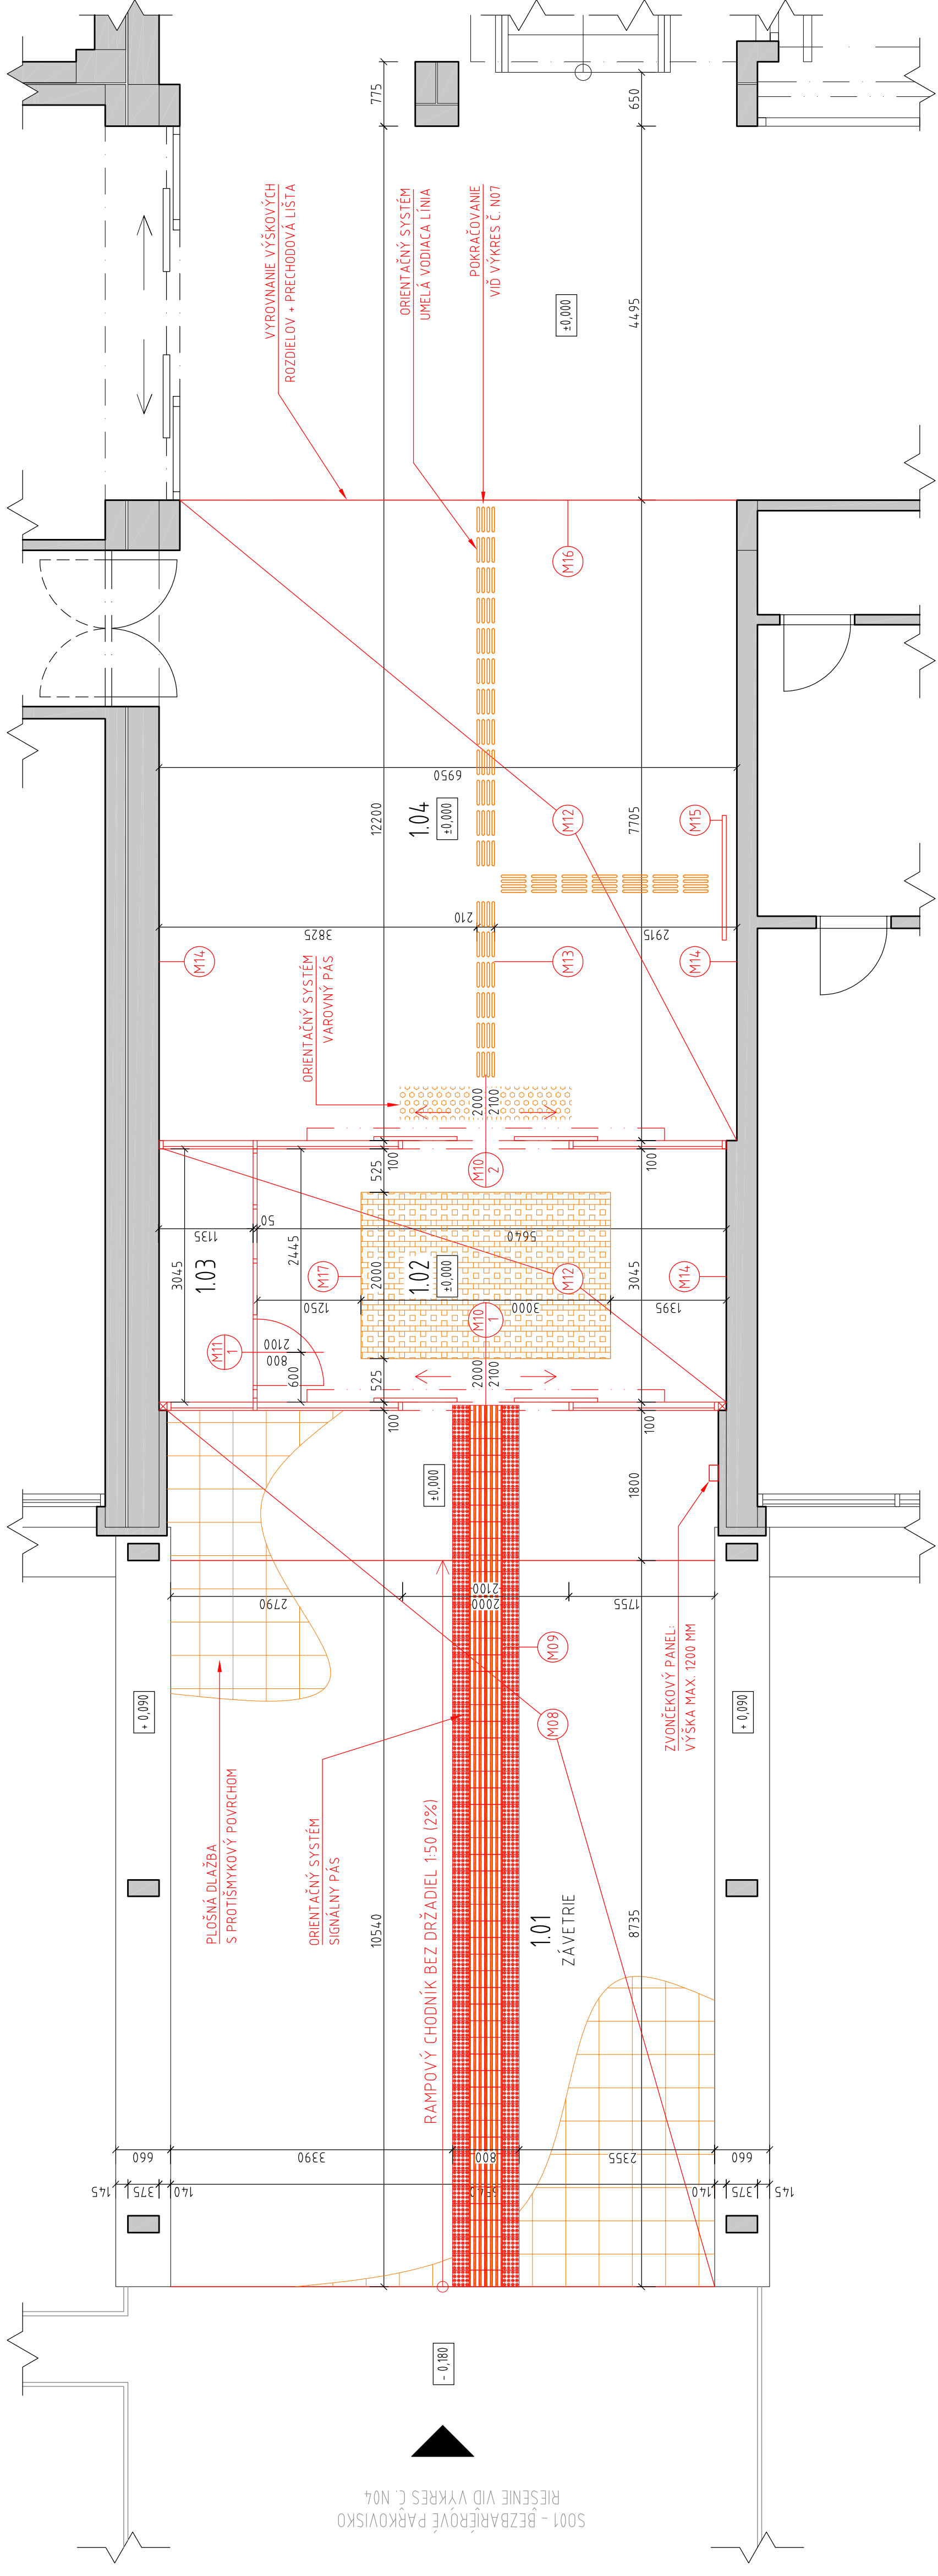 775
650
VYROVNANIE VÝŠKOVÝCH
ROZDIELOV + PRECHODOVÁ LIŠTA
ORIENTAČNÝ SYSTÉM
UMELÁ VODIACA LÍNIA
POKRAČOVANIE
VIĎ VÝKRES Č. N07
±0,000
4495
M16
6950
12200
1.04
±0,000
M12
7705
M15
3825
210
2915
M14
M13
M14
ORIENTAČNÝ SYSTÉM
VAROVNÝ PÁS
2000
2100
100
525
M10
2
100
1135
50
5640
3045
1.03
2445
M17
2000
1.02
±0,000
M12
3045
M14
1250
3000
1395
M11
1
800
2100
600
M10
1
525
2000
2100
100
100
±0,000
1800
2790
2000
2100
1755
M09
M08
ZVONČEKOVÝ PANEL:
VÝŠKA MAX. 1200 MM
+ 0,090
+ 0,090
PLOŠNÁ DLAŽBA
S PROTIŠMYKOVÝ POVRCHOM
ORIENTAČNÝ SYSTÉM
SIGNÁLNY PÁS
RAMPOVÝ CHODNÍK BEZ DRŽADIEL 1:50 (2%)
10540
1.01
ZÁVETRIE
8735
660
3390
800
2355
660
145
375
140
6340
140
375
145
- 0,180
S001 - BEZBARIÉROVÉ PARKOVISKO
RIEŠENIE VIĎ VÝKRES Č. N04